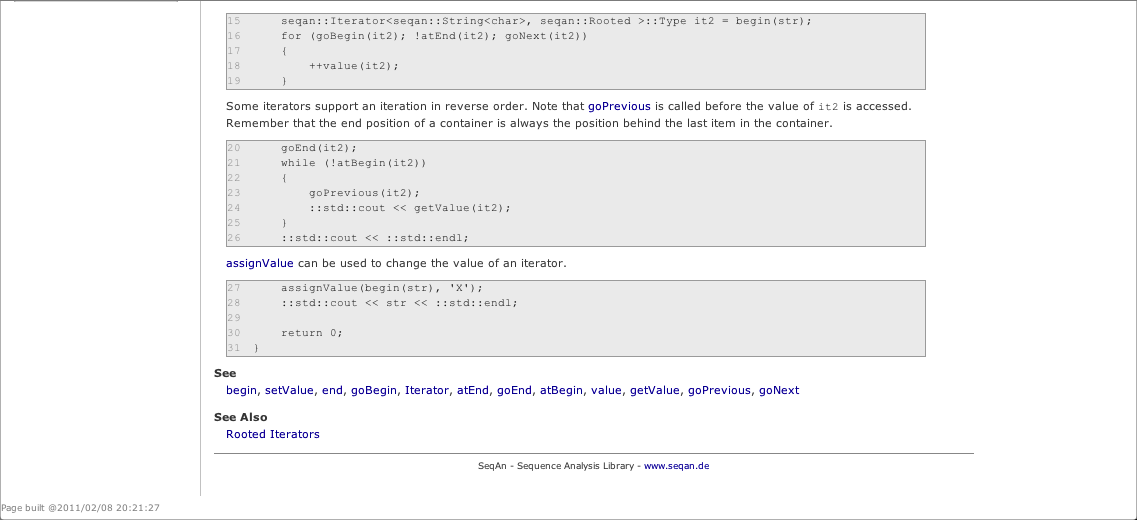 15 seqan::Iterator<seqan::String<char>, seqan::Rooted >::Type it2 = begin(str);
16 for (goBegin(it2); !atEnd(it2); goNext(it2))
17 {
18 ++value(it2);
19 }
Some iterators support an iteration in reverse order. Note that goPrevious is called before the value of it2 is accessed.
Remember that the end position of a container is always the position behind the last item in the container.
20 goEnd(it2);
21 while (!atBegin(it2))
22 {
23 goPrevious(it2);
24 ::std::cout << getValue(it2);
25 }
26 ::std::cout << ::std::endl;
assignValue can be used to change the value of an iterator.
27 assignValue(begin(str), 'X');
28 ::std::cout << str << ::std::endl;
29
30 return 0;
31 }
See
begin, setValue, end, goBegin, Iterator, atEnd, goEnd, atBegin, value, getValue, goPrevious, goNext
See Also
Rooted Iterators
SeqAn - Sequence Analysis Library - www.seqan.de
Page built @2011/02/08 20:21:27